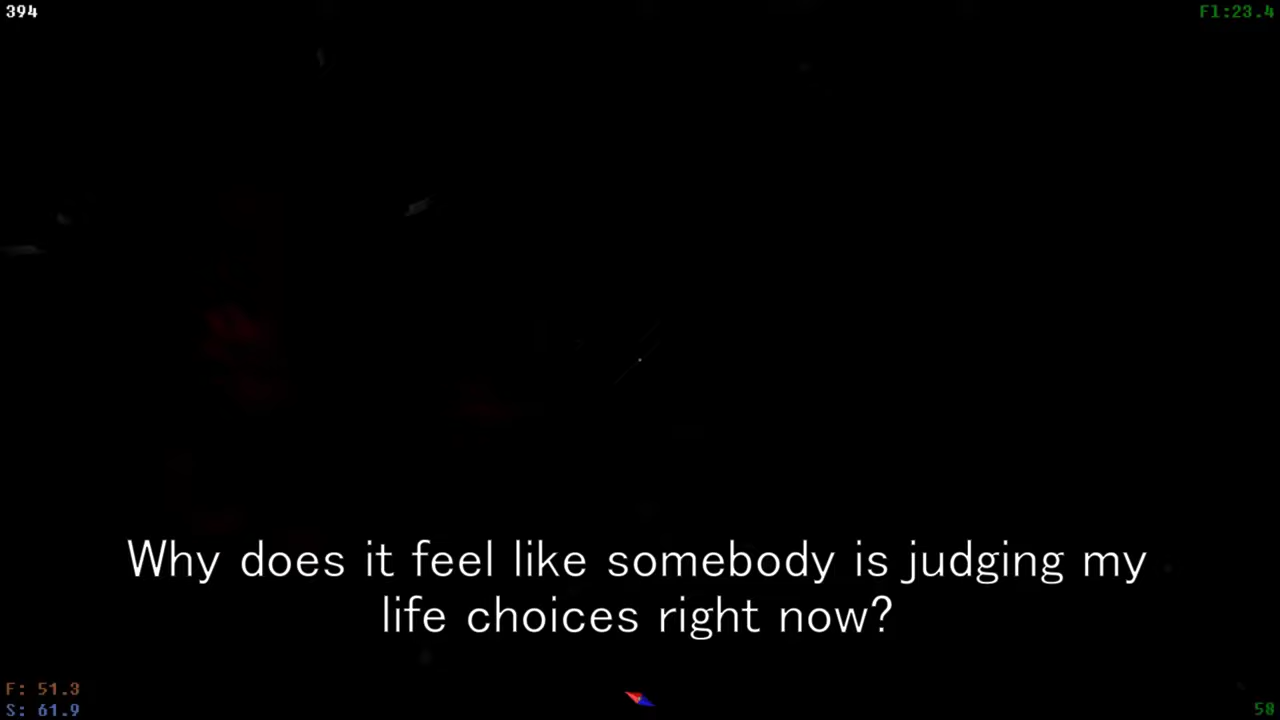 394
Fl:23.4
Why does it feel like somebody is judging my
life choices right now?
F: 51.3
S: 61.9
58